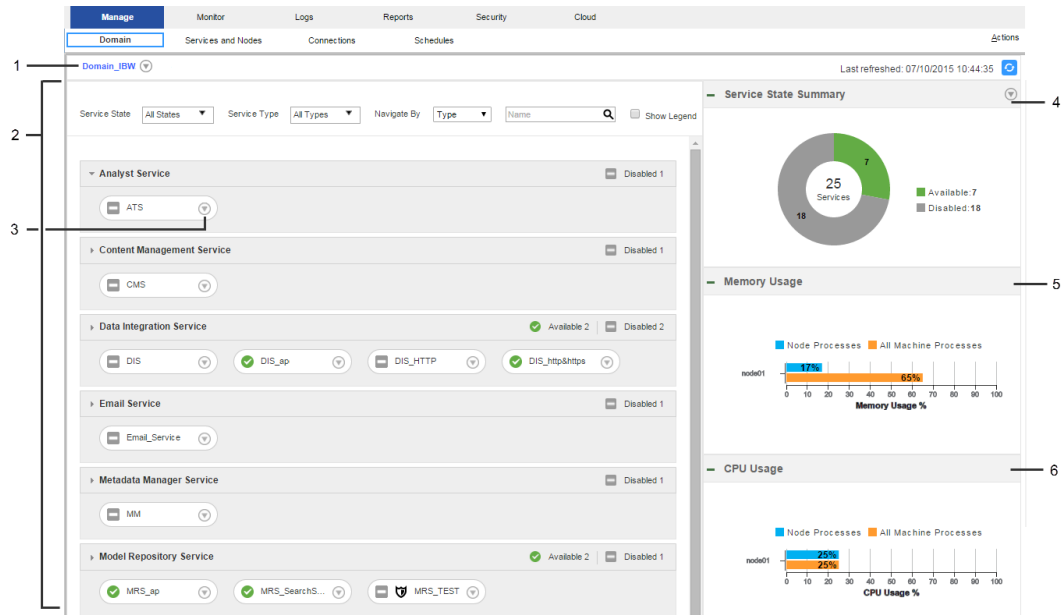 Manage Monitor Logs Reports Security Cloud
Domain Services and Nodes Connections Schedules Actions
1 Domain_IBW Last refreshed: 07/10/2015 10:44:35
2
Service State All States Service Type All Types Navigate By Type Name Show Legend
Analyst Service Disabled 1
3 ATS
Content Management Service Disabled 1
CMS
Data Integration Service Available 2 Disabled 2
DIS DIS_ap DIS_HTTP DIS_http&https
Email Service Disabled 1
Email_Service
Metadata Manager Service Disabled 1
MM
Model Repository Service Available 2 Disabled 1
MRS_ap MRS_SearchS... MRS_TEST
Service State Summary 4
7
25
Services
18
Available:7
Disabled:18
Memory Usage 5
Node Processes All Machine Processes
17%
node01
65%
0 10 20 30 40 50 60 70 80 90 100
Memory Usage %
CPU Usage 6
Node Processes All Machine Processes
25%
node01
25%
0 10 20 30 40 50 60 70 80 90 100
CPU Usage %